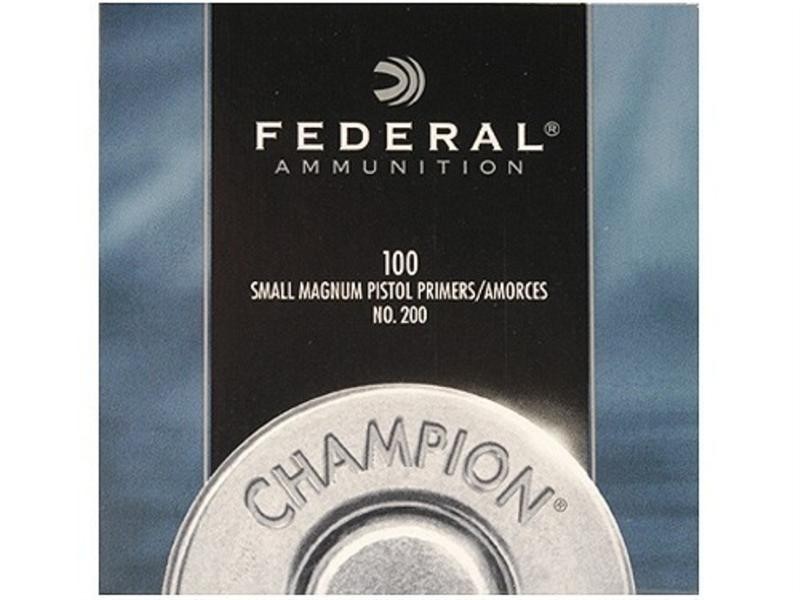 FEDERAL®
AMMUNITION
100
SMALL MAGNUM PISTOL PRIMERS/AMORCES
NO. 200
CHAMPION®